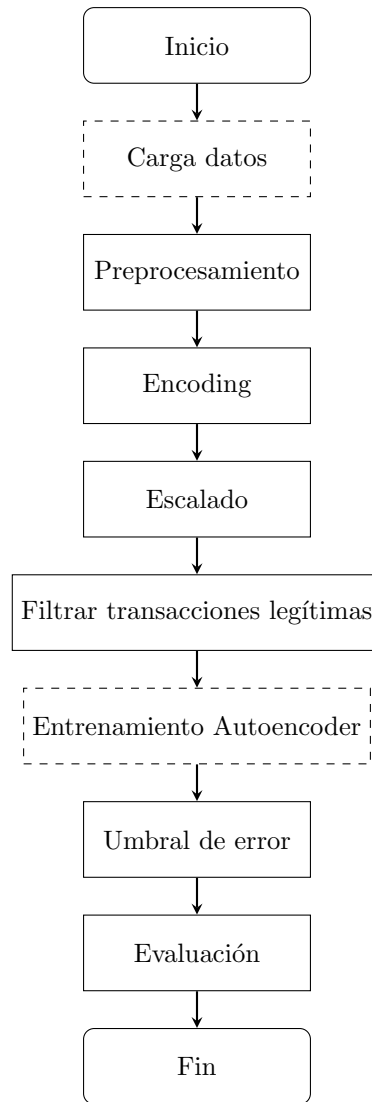 Inicio
Carga datos
Preprocesamiento
Encoding
Escalado
Filtrar transacciones legítimas
Entrenamiento Autoencoder
Umbral de error
Evaluación
Fin